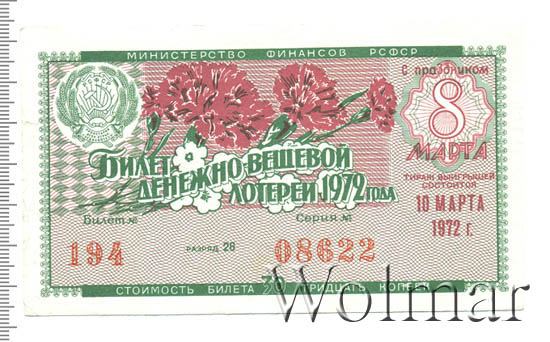 МИНИСТЕРСТВО ФИНАНСОВ РСФСР
С праздником
8
МАРТА
БИЛЕТ
ДЕНЕЖНО-ВЕЩЕВОЙ
ЛОТЕРЕИ 1972 ГОДА
ТИРАЖ ВЫИГРЫШЕЙ
СОСТОИТСЯ
10 МАРТА
1972 г.
Билет № Серия №
194 РАЗРЯД 28 08622
СТОИМОСТЬ БИЛЕТА 30 ТРИДЦАТЬ КОПЕЕК
Wolmar